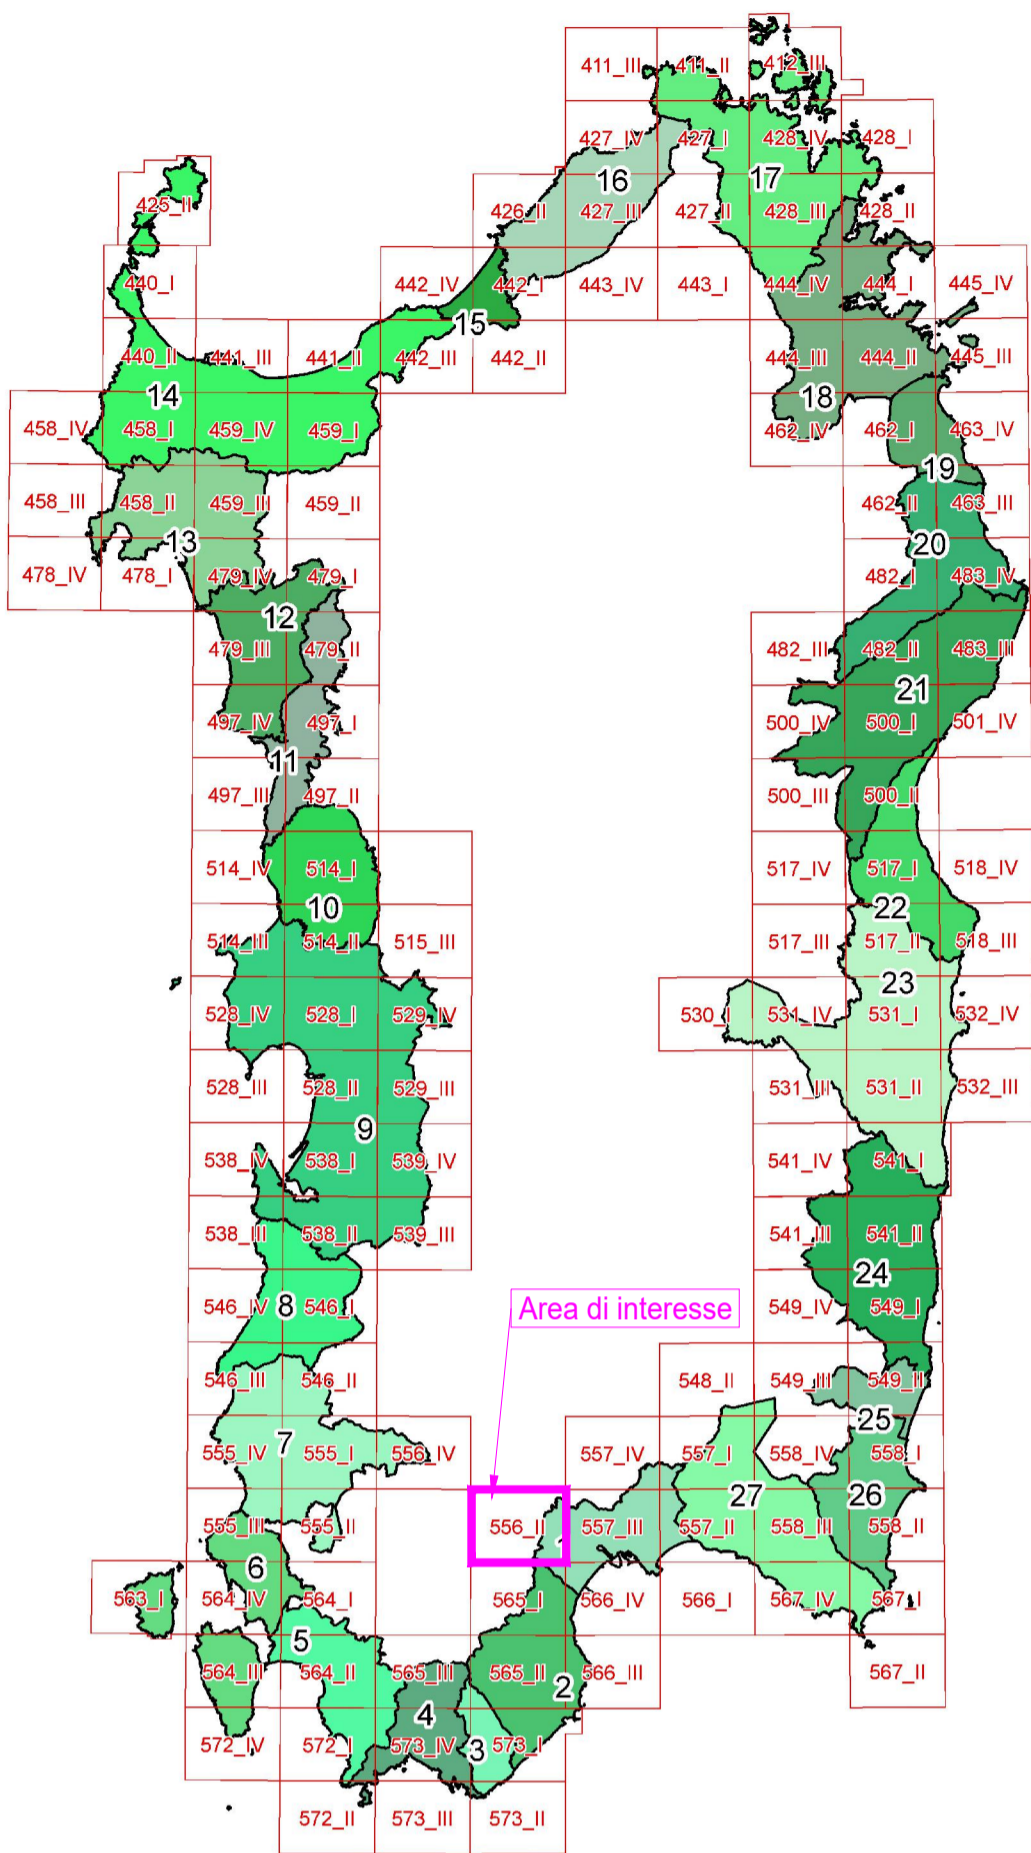 411_III 411_II 412_III
427_IV 427_I 428_IV 428_I
16 17
425_II 426_II 427_III 427_II 428_III 428_II
440_I 442_IV 442_I 443_IV 443_I 444_IV 444_I 445_IV
15
440_II 441_III 441_II 442_III 442_II 444_III 444_II 445_III
14 18
458_IV 458_I 459_IV 459_I 462_IV 462_I 463_IV
19
458_III 458_II 459_III 459_II 462_II 463_III
13 20
478_IV 478_I 479_IV 479_I 482_I 483_IV
12
479_III 479_II 482_III 482_II 483_III
21
497_IV 497_I 500_IV 500_I 501_IV
11
497_III 497_II 500_III 500_II
514_IV 514_I 517_IV 517_I 518_IV
10 22
514_III 514_II 515_III 517_III 517_II 518_III
23
528_IV 528_I 529_IV 530_I 531_IV 531_I 532_IV
528_III 528_II 529_III 531_III 531_II 532_III
9
538_IV 538_I 539_IV 541_IV 541_I
538_III 538_II 539_III 541_III 541_II
24
546_IV 8 546_I 549_IV 549_I
Area di interesse
546_III 546_II 548_II 549_III 549_II
25
555_IV 7 555_I 556_IV 557_IV 557_I 558_IV 558_I
27 26
555_III 555_II 556_II 1 557_III 557_II 558_III 558_II
6
563_I 564_IV 564_I 565_I 566_IV 566_I 567_IV 567_I
5
564_III 564_II 565_III 565_II 566_III 567_II
2
4
572_IV 572_I 573_IV 3 573_I
572_II 573_III 573_II